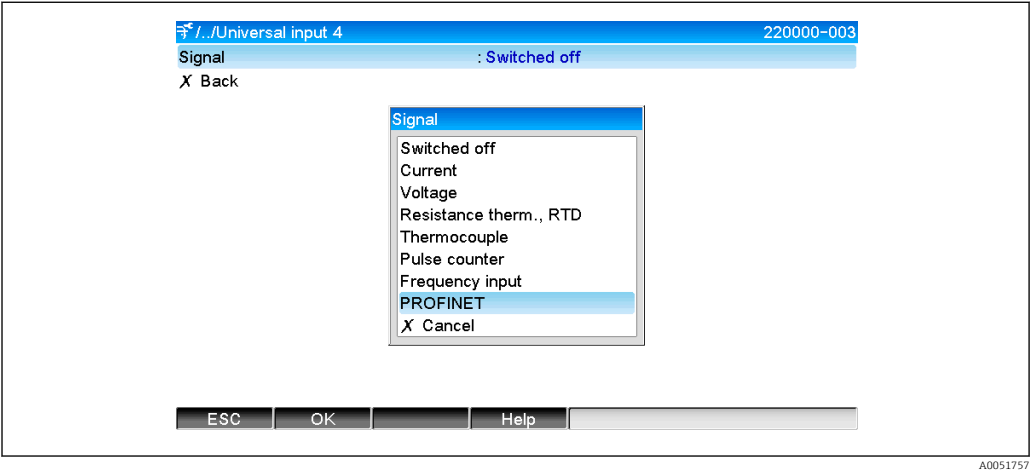 /../Universal input 4 220000-003
Signal : Switched off
X Back
Signal
Switched off
Current
Voltage
Resistance therm., RTD
Thermocouple
Pulse counter
Frequency input
PROFINET
X Cancel
ESC OK Help
A0051757